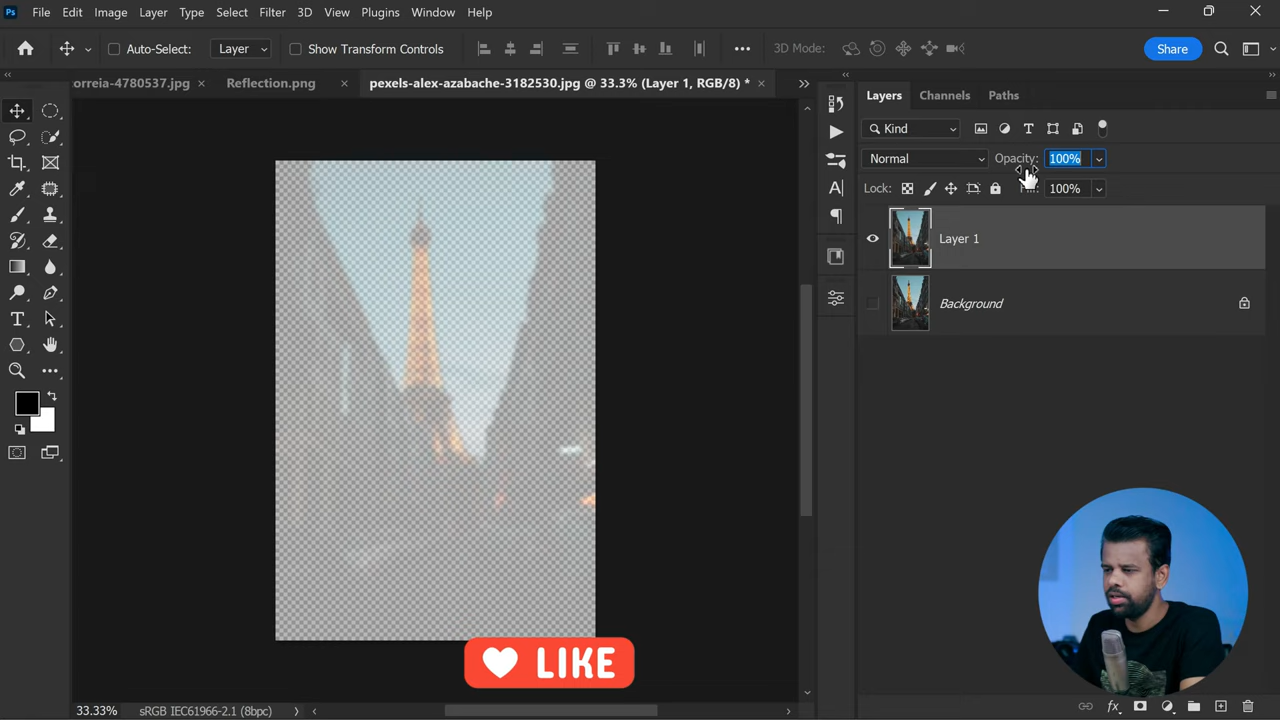 Ps File Edit Image Layer Type Select Filter 3D View Plugins Window Help
Auto-Select: Layer Show Transform Controls ••• 3D Mode: Share
orreia-4780537.jpg × Reflection.png × pexels-alex-azabache-3182530.jpg @ 33.3% (Layer 1, RGB/8) * ×
Layers Channels Paths
Kind
Normal Opacity: 100%
Lock: 100%
Layer 1
Background
LIKE
33.33% sRGB IEC61966-2.1 (8bpc)
fx